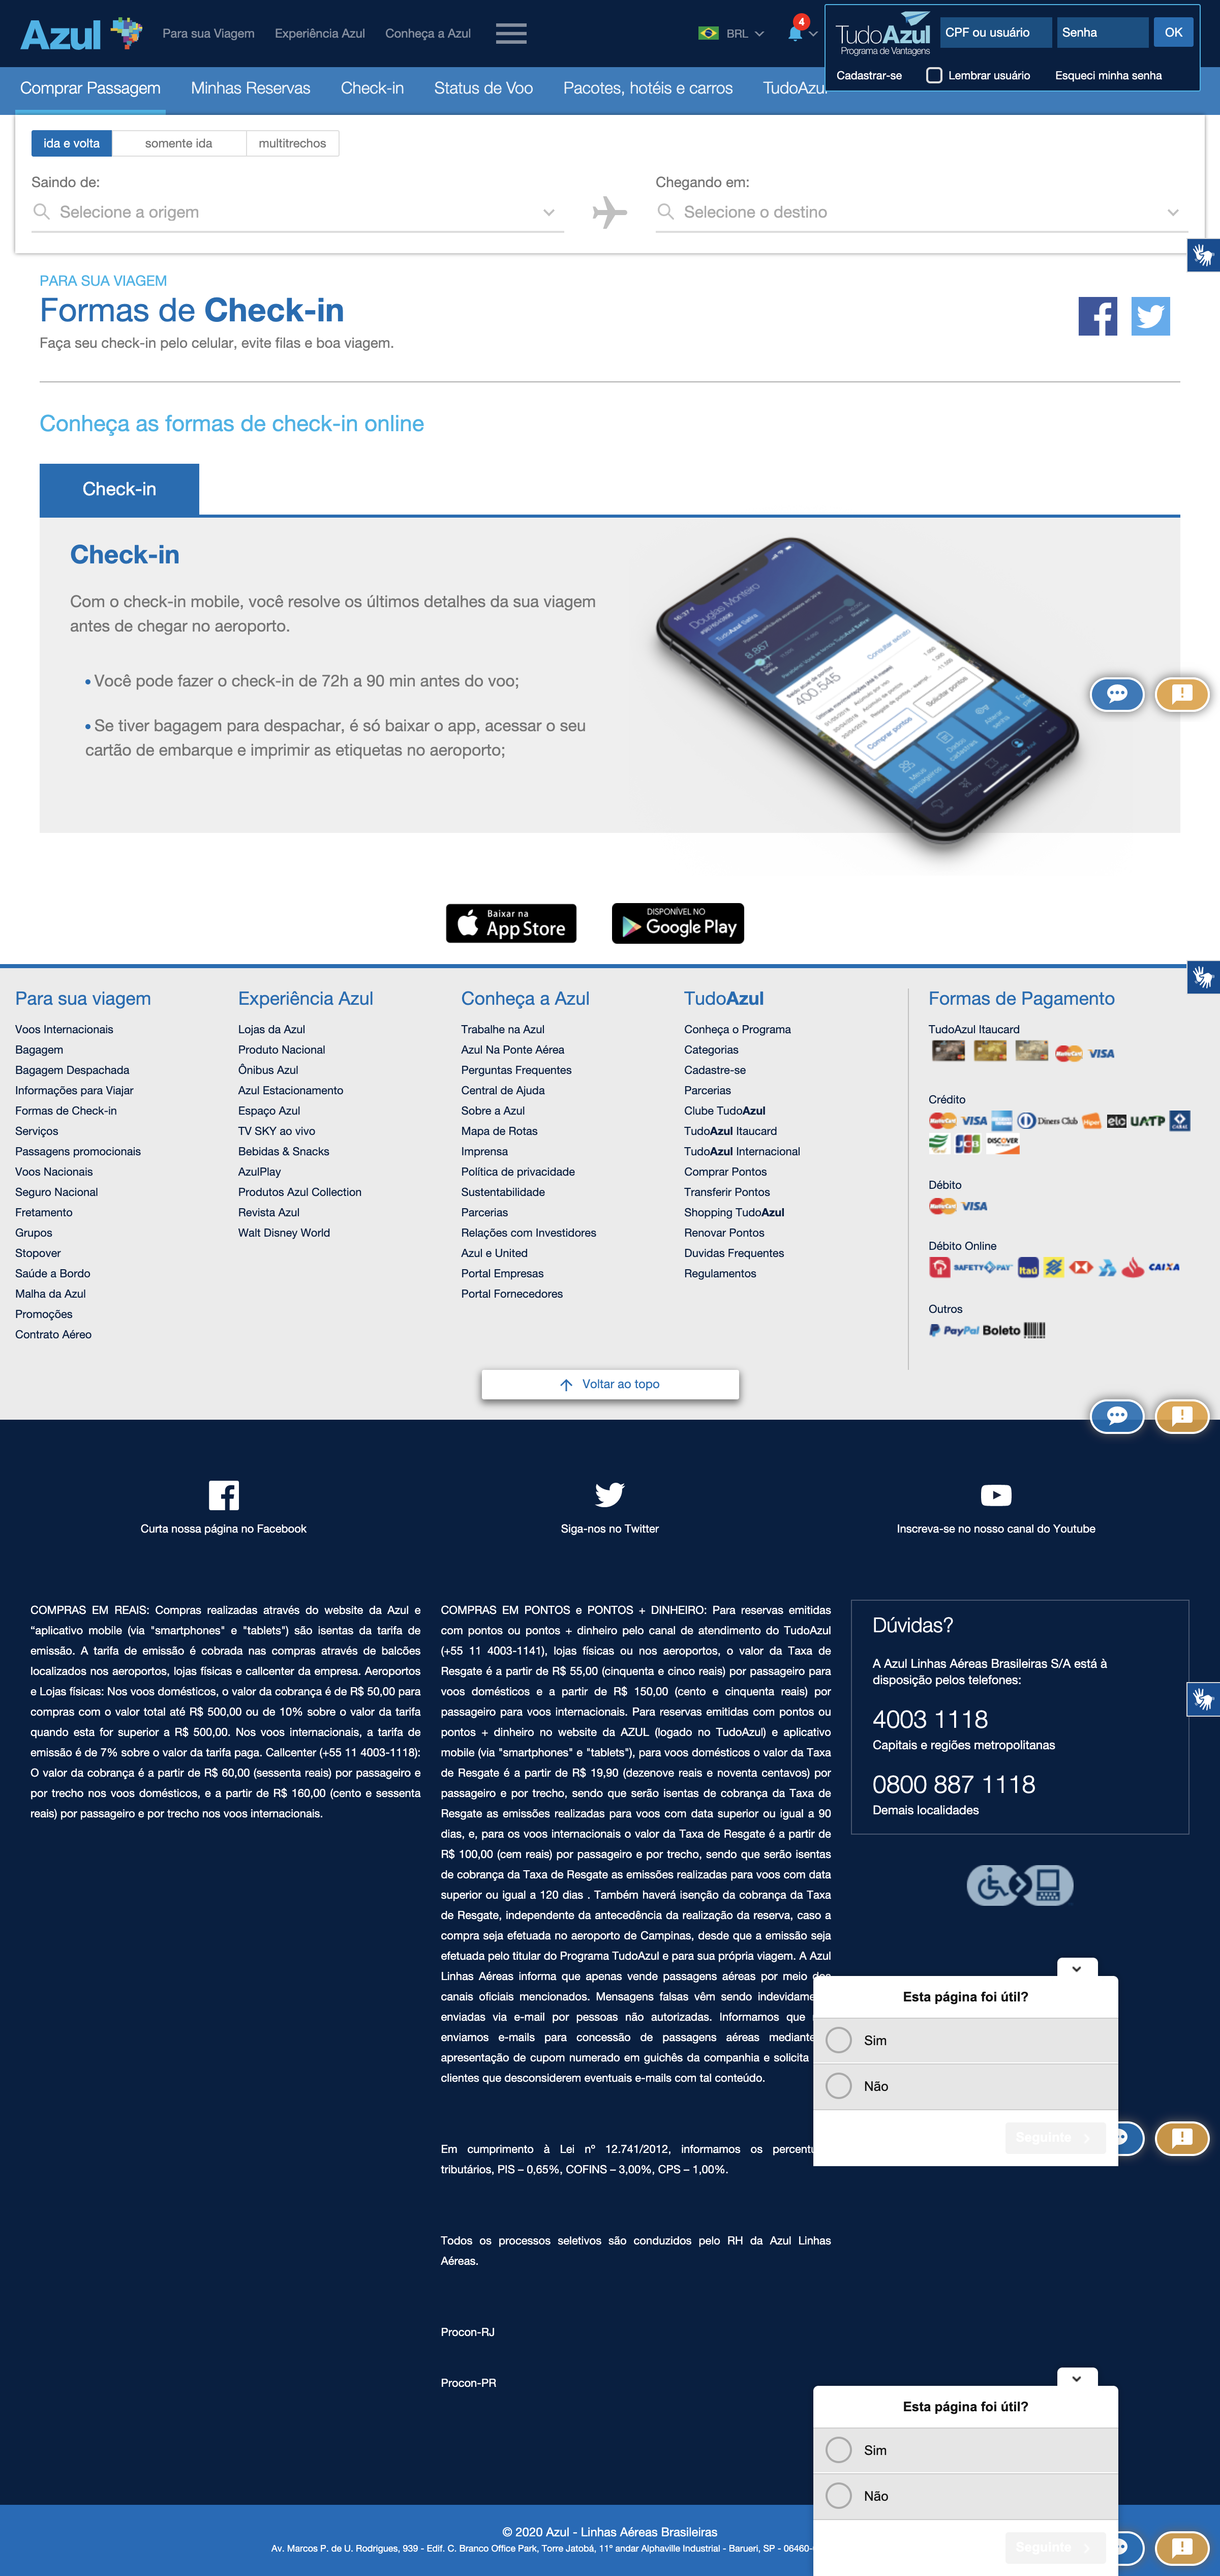 Azul
Para sua Viagem
Experiência Azul
Conheça a Azul
BRL
4
TudoAzul
Programa de Vantagens
CPF ou usuário
Senha
OK
Cadastrar-se
Lembrar usuário
Esqueci minha senha
Comprar Passagem
Minhas Reservas
Check-in
Status de Voo
Pacotes, hotéis e carros
TudoAzul
ida e volta
somente ida
multitrechos
Saindo de:
Selecione a origem
Chegando em:
Selecione o destino
PARA SUA VIAGEM
Formas de Check-in
Faça seu check-in pelo celular, evite filas e boa viagem.
Conheça as formas de check-in online
Check-in
Check-in
Com o check-in mobile, você resolve os últimos detalhes da sua viagem
antes de chegar no aeroporto.
• Você pode fazer o check-in de 72h a 90 min antes do voo;
• Se tiver bagagem para despachar, é só baixar o app, acessar o seu
cartão de embarque e imprimir as etiquetas no aeroporto;
Douglas Monteiro
8.867
Consultar extrato
400.545
Solicitar pontos
Comprar pontos
Baixar na
App Store
DISPONÍVEL NO
Google Play
Para sua viagem
Voos Internacionais
Bagagem
Bagagem Despachada
Informações para Viajar
Formas de Check-in
Serviços
Passagens promocionais
Voos Nacionais
Seguro Nacional
Fretamento
Grupos
Stopover
Saúde a Bordo
Malha da Azul
Promoções
Contrato Aéreo
Experiência Azul
Lojas da Azul
Produto Nacional
Ônibus Azul
Azul Estacionamento
Espaço Azul
TV SKY ao vivo
Bebidas & Snacks
AzulPlay
Produtos Azul Collection
Revista Azul
Walt Disney World
Conheça a Azul
Trabalhe na Azul
Azul Na Ponte Aérea
Perguntas Frequentes
Central de Ajuda
Sobre a Azul
Mapa de Rotas
Imprensa
Política de privacidade
Sustentabilidade
Parcerias
Relações com Investidores
Azul e United
Portal Empresas
Portal Fornecedores
TudoAzul
Conheça o Programa
Categorias
Cadastre-se
Parcerias
Clube TudoAzul
TudoAzul Itaucard
TudoAzul Internacional
Comprar Pontos
Transferir Pontos
Shopping TudoAzul
Renovar Pontos
Duvidas Frequentes
Regulamentos
Formas de Pagamento
TudoAzul Itaucard
MasterCard VISA
Crédito
MasterCard VISA Diners Club Hiper elo UATP CABAL
JCB DISCOVER
Débito
MasterCard VISA
Débito Online
SAFETYPAY Itaú CAIXA
Outros
PayPal Boleto
Voltar ao topo
Curta nossa página no Facebook
Siga-nos no Twitter
Inscreva-se no nosso canal do Youtube
COMPRAS EM REAIS: Compras realizadas através do website da Azul e
“aplicativo mobile (via "smartphones" e "tablets") são isentas da tarifa de
emissão. A tarifa de emissão é cobrada nas compras através de balcões
localizados nos aeroportos, lojas físicas e callcenter da empresa. Aeroportos
e Lojas físicas: Nos voos domésticos, o valor da cobrança é de R$ 50,00 para
compras com o valor total até R$ 500,00 ou de 10% sobre o valor da tarifa
quando esta for superior a R$ 500,00. Nos voos internacionais, a tarifa de
emissão é de 7% sobre o valor da tarifa paga. Callcenter (+55 11 4003-1118):
O valor da cobrança é a partir de R$ 60,00 (sessenta reais) por passageiro e
por trecho nos voos domésticos, e a partir de R$ 160,00 (cento e sessenta
reais) por passageiro e por trecho nos voos internacionais.
COMPRAS EM PONTOS e PONTOS + DINHEIRO: Para reservas emitidas
com pontos ou pontos + dinheiro pelo canal de atendimento do TudoAzul
(+55 11 4003-1141), lojas físicas ou nos aeroportos, o valor da Taxa de
Resgate é a partir de R$ 55,00 (cinquenta e cinco reais) por passageiro para
voos domésticos e a partir de R$ 150,00 (cento e cinquenta reais) por
passageiro para voos internacionais. Para reservas emitidas com pontos ou
pontos + dinheiro no website da AZUL (logado no TudoAzul) e aplicativo
mobile (via "smartphones" e "tablets"), para voos domésticos o valor da Taxa
de Resgate é a partir de R$ 19,90 (dezenove reais e noventa centavos) por
passageiro e por trecho, sendo que serão isentas de cobrança da Taxa de
Resgate as emissões realizadas para voos com data superior ou igual a 90
dias, e, para os voos internacionais o valor da Taxa de Resgate é a partir de
R$ 100,00 (cem reais) por passageiro e por trecho, sendo que serão isentas
de cobrança da Taxa de Resgate as emissões realizadas para voos com data
superior ou igual a 120 dias . Também haverá isenção da cobrança da Taxa
de Resgate, independente da antecedência da realização da reserva, caso a
compra seja efetuada no aeroporto de Campinas, desde que a emissão seja
efetuada pelo titular do Programa TudoAzul e para sua própria viagem. A Azul
Linhas Aéreas informa que apenas vende passagens aéreas por meio dos
canais oficiais mencionados. Mensagens falsas vêm sendo indevidame
enviadas via e-mail por pessoas não autorizadas. Informamos que
enviamos e-mails para concessão de passagens aéreas mediante
apresentação de cupom numerado em guichês da companhia e solicita
clientes que desconsiderem eventuais e-mails com tal conteúdo.
Em cumprimento à Lei nº 12.741/2012, informamos os percentu
tributários, PIS – 0,65%, COFINS – 3,00%, CPS – 1,00%.
Todos os processos seletivos são conduzidos pelo RH da Azul Linhas
Aéreas.
Procon-RJ
Procon-PR
Dúvidas?
A Azul Linhas Aéreas Brasileiras S/A está à
disposição pelos telefones:
4003 1118
Capitais e regiões metropolitanas
0800 887 1118
Demais localidades
Esta página foi útil?
Sim
Não
Seguinte
Esta página foi útil?
Sim
Não
Seguinte
© 2020 Azul - Linhas Aéreas Brasileiras
Av. Marcos P. de U. Rodrigues, 939 - Edif. C. Branco Office Park, Torre Jatobá, 11º andar Alphaville Industrial - Barueri, SP - 06460-